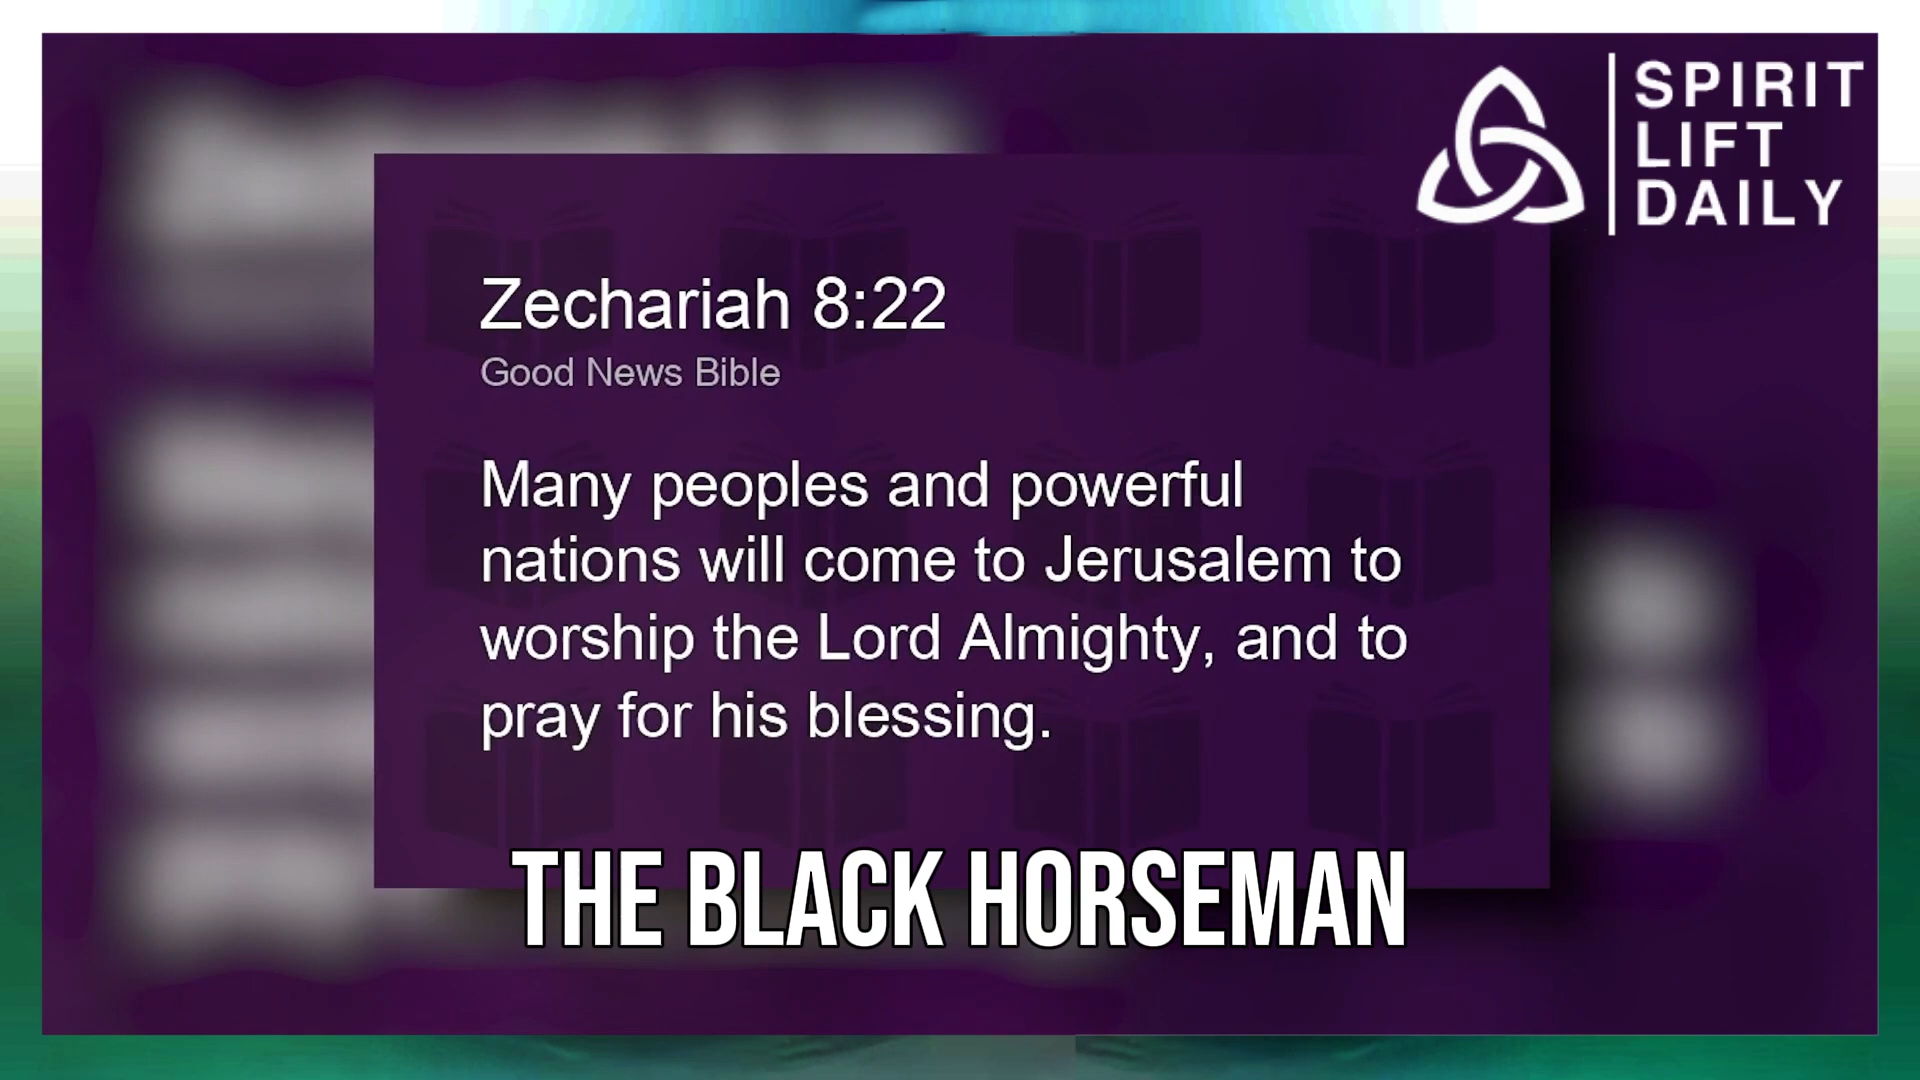 SPIRIT
LIFT
DAILY
Zechariah 8:22
Good News Bible
Many peoples and powerful
nations will come to Jerusalem to
worship the Lord Almighty, and to
pray for his blessing.
THE BLACK HORSEMAN